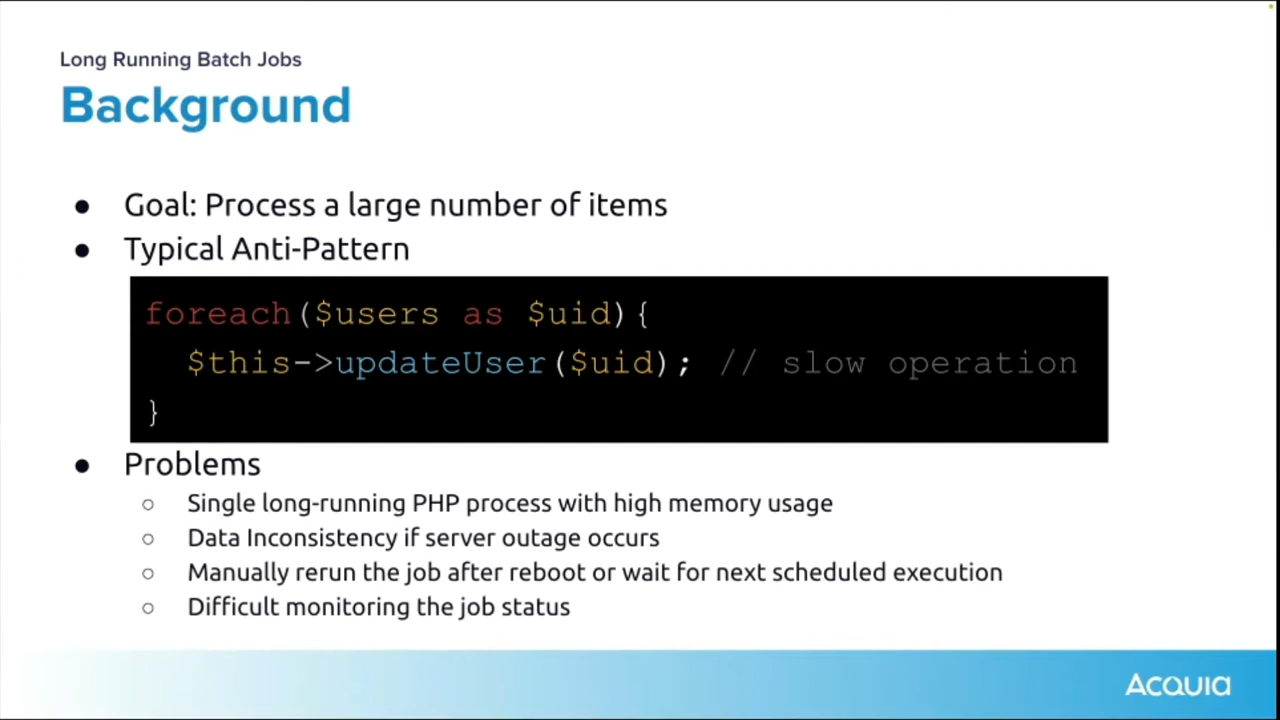 Long Running Batch Jobs
Background
● Goal: Process a large number of items
● Typical Anti-Pattern
foreach($users as $uid){
$this->updateUser($uid); // slow operation
}
● Problems
○ Single long-running PHP process with high memory usage
○ Data Inconsistency if server outage occurs
○ Manually rerun the job after reboot or wait for next scheduled execution
○ Difficult monitoring the job status
Acquia